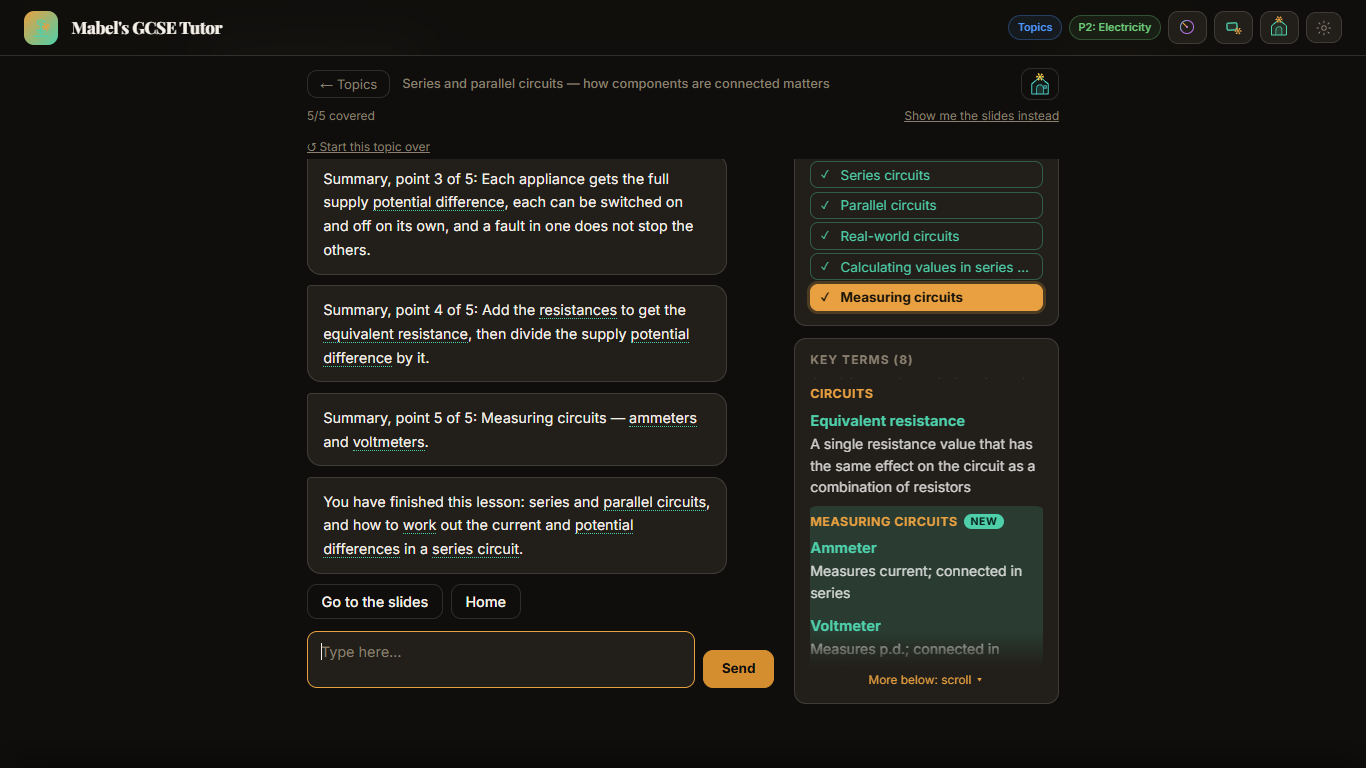 Mabel's GCSE Tutor
Topics
P2: Electricity
← Topics
Series and parallel circuits — how components are connected matters
5/5 covered
Show me the slides instead
↺ Start this topic over
Summary, point 3 of 5: Each appliance gets the full
supply potential difference, each can be switched on
and off on its own, and a fault in one does not stop the
others.
Summary, point 4 of 5: Add the resistances to get the
equivalent resistance, then divide the supply potential
difference by it.
Summary, point 5 of 5: Measuring circuits — ammeters
and voltmeters.
You have finished this lesson: series and parallel circuits,
and how to work out the current and potential
differences in a series circuit.
Go to the slides
Home
Type here...
Send
✓ Series circuits
✓ Parallel circuits
✓ Real-world circuits
✓ Calculating values in series ...
✓ Measuring circuits
KEY TERMS (8)
CIRCUITS
Equivalent resistance
A single resistance value that has
the same effect on the circuit as a
combination of resistors
MEASURING CIRCUITS NEW
Ammeter
Measures current; connected in
series
Voltmeter
Measures p.d.; connected in
More below: scroll ▾